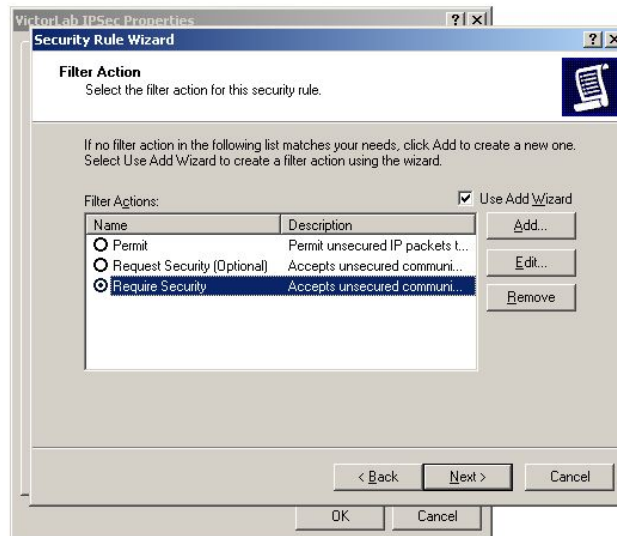 VictorLab IPSec Properties
Security Rule Wizard
Filter Action
Select the filter action for this security rule.
If no filter action in the following list matches your needs, click Add to create a new one.
Select Use Add Wizard to create a filter action using the wizard.
Filter Actions:
Use Add Wizard
Name Description
Permit Permit unsecured IP packets t...
Request Security (Optional) Accepts unsecured communi...
Require Security Accepts unsecured communi...
Add...
Edit...
Remove
< Back Next > Cancel
OK Cancel